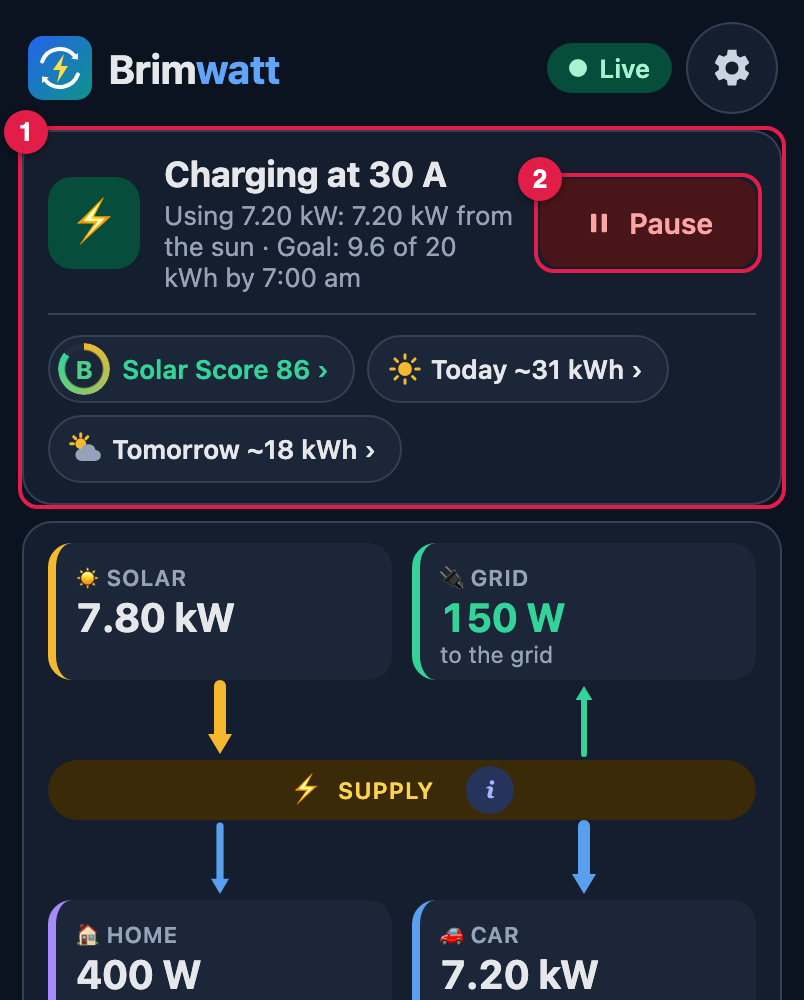 Brimwatt
Live
1
Charging at 30 A
Using 7.20 kW: 7.20 kW from
the sun · Goal: 9.6 of 20
kWh by 7:00 am
2
Pause
B
Solar Score 86 ›
Today ~31 kWh ›
Tomorrow ~18 kWh ›
SOLAR
7.80 kW
GRID
150 W
to the grid
SUPPLY
i
HOME
400 W
CAR
7.20 kW